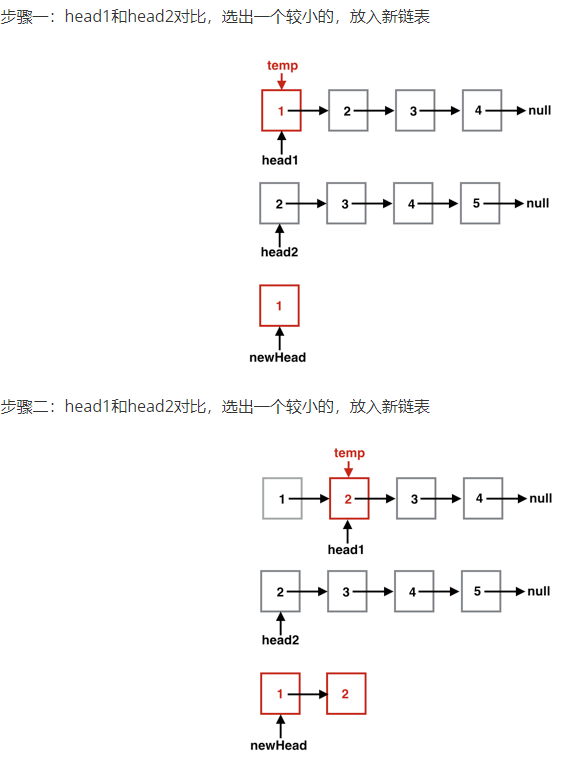 步骤一：head1和head2对比，选出一个较小的，放入新链表
temp
1 2 3 4 null
head1
2 3 4 5 null
head2
1
newHead
步骤二：head1和head2对比，选出一个较小的，放入新链表
temp
1 2 3 4 null
head1
2 3 4 5 null
head2
1 2
newHead